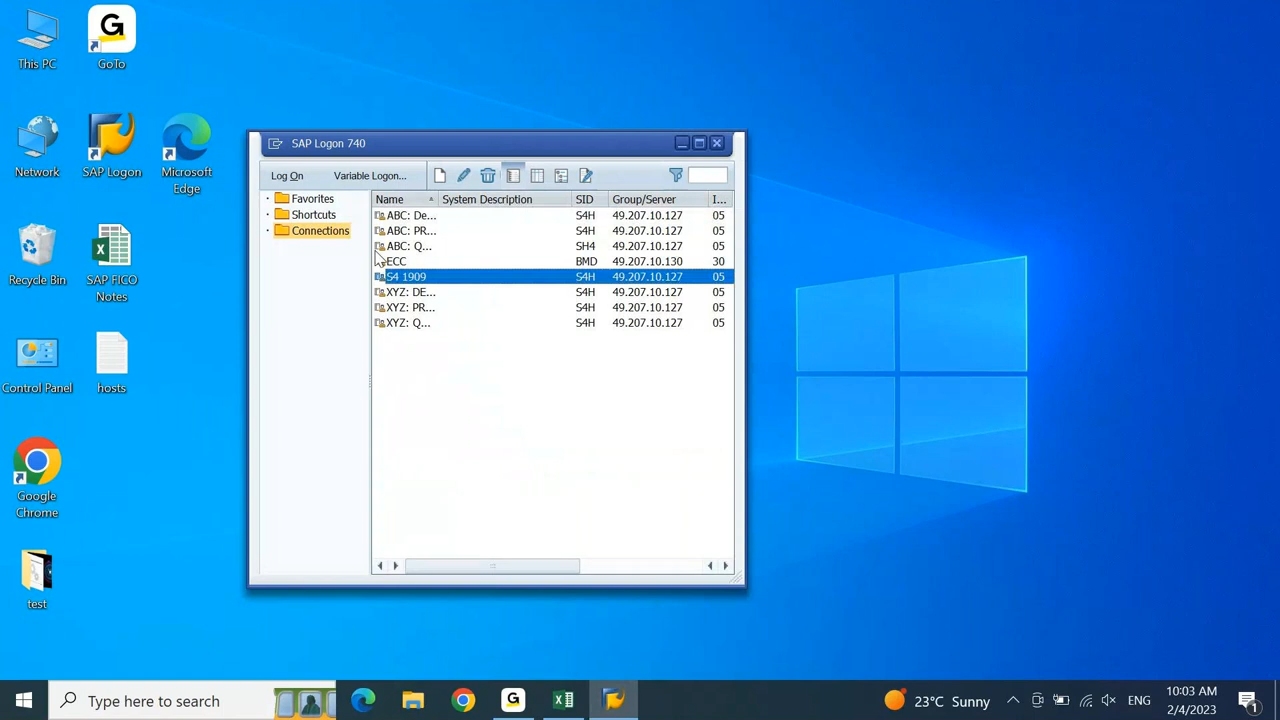 This PC
GoTo
Network
SAP Logon
Microsoft
Edge
Recycle Bin
SAP FICO
Notes
Control Panel
hosts
Google
Chrome
test
SAP Logon 740
Log On
Variable Logon...
Favorites
Shortcuts
Connections
Name System Description SID Group/Server I...
ABC: De... S4H 49.207.10.127 05
ABC: PR... S4H 49.207.10.127 05
ABC: Q... SH4 49.207.10.127 05
ECC BMD 49.207.10.130 30
S4 1909 S4H 49.207.10.127 05
XYZ: DE... S4H 49.207.10.127 05
XYZ: PR... S4H 49.207.10.127 05
XYZ: Q... S4H 49.207.10.127 05
Type here to search
23°C Sunny
ENG
10:03 AM
2/4/2023
1